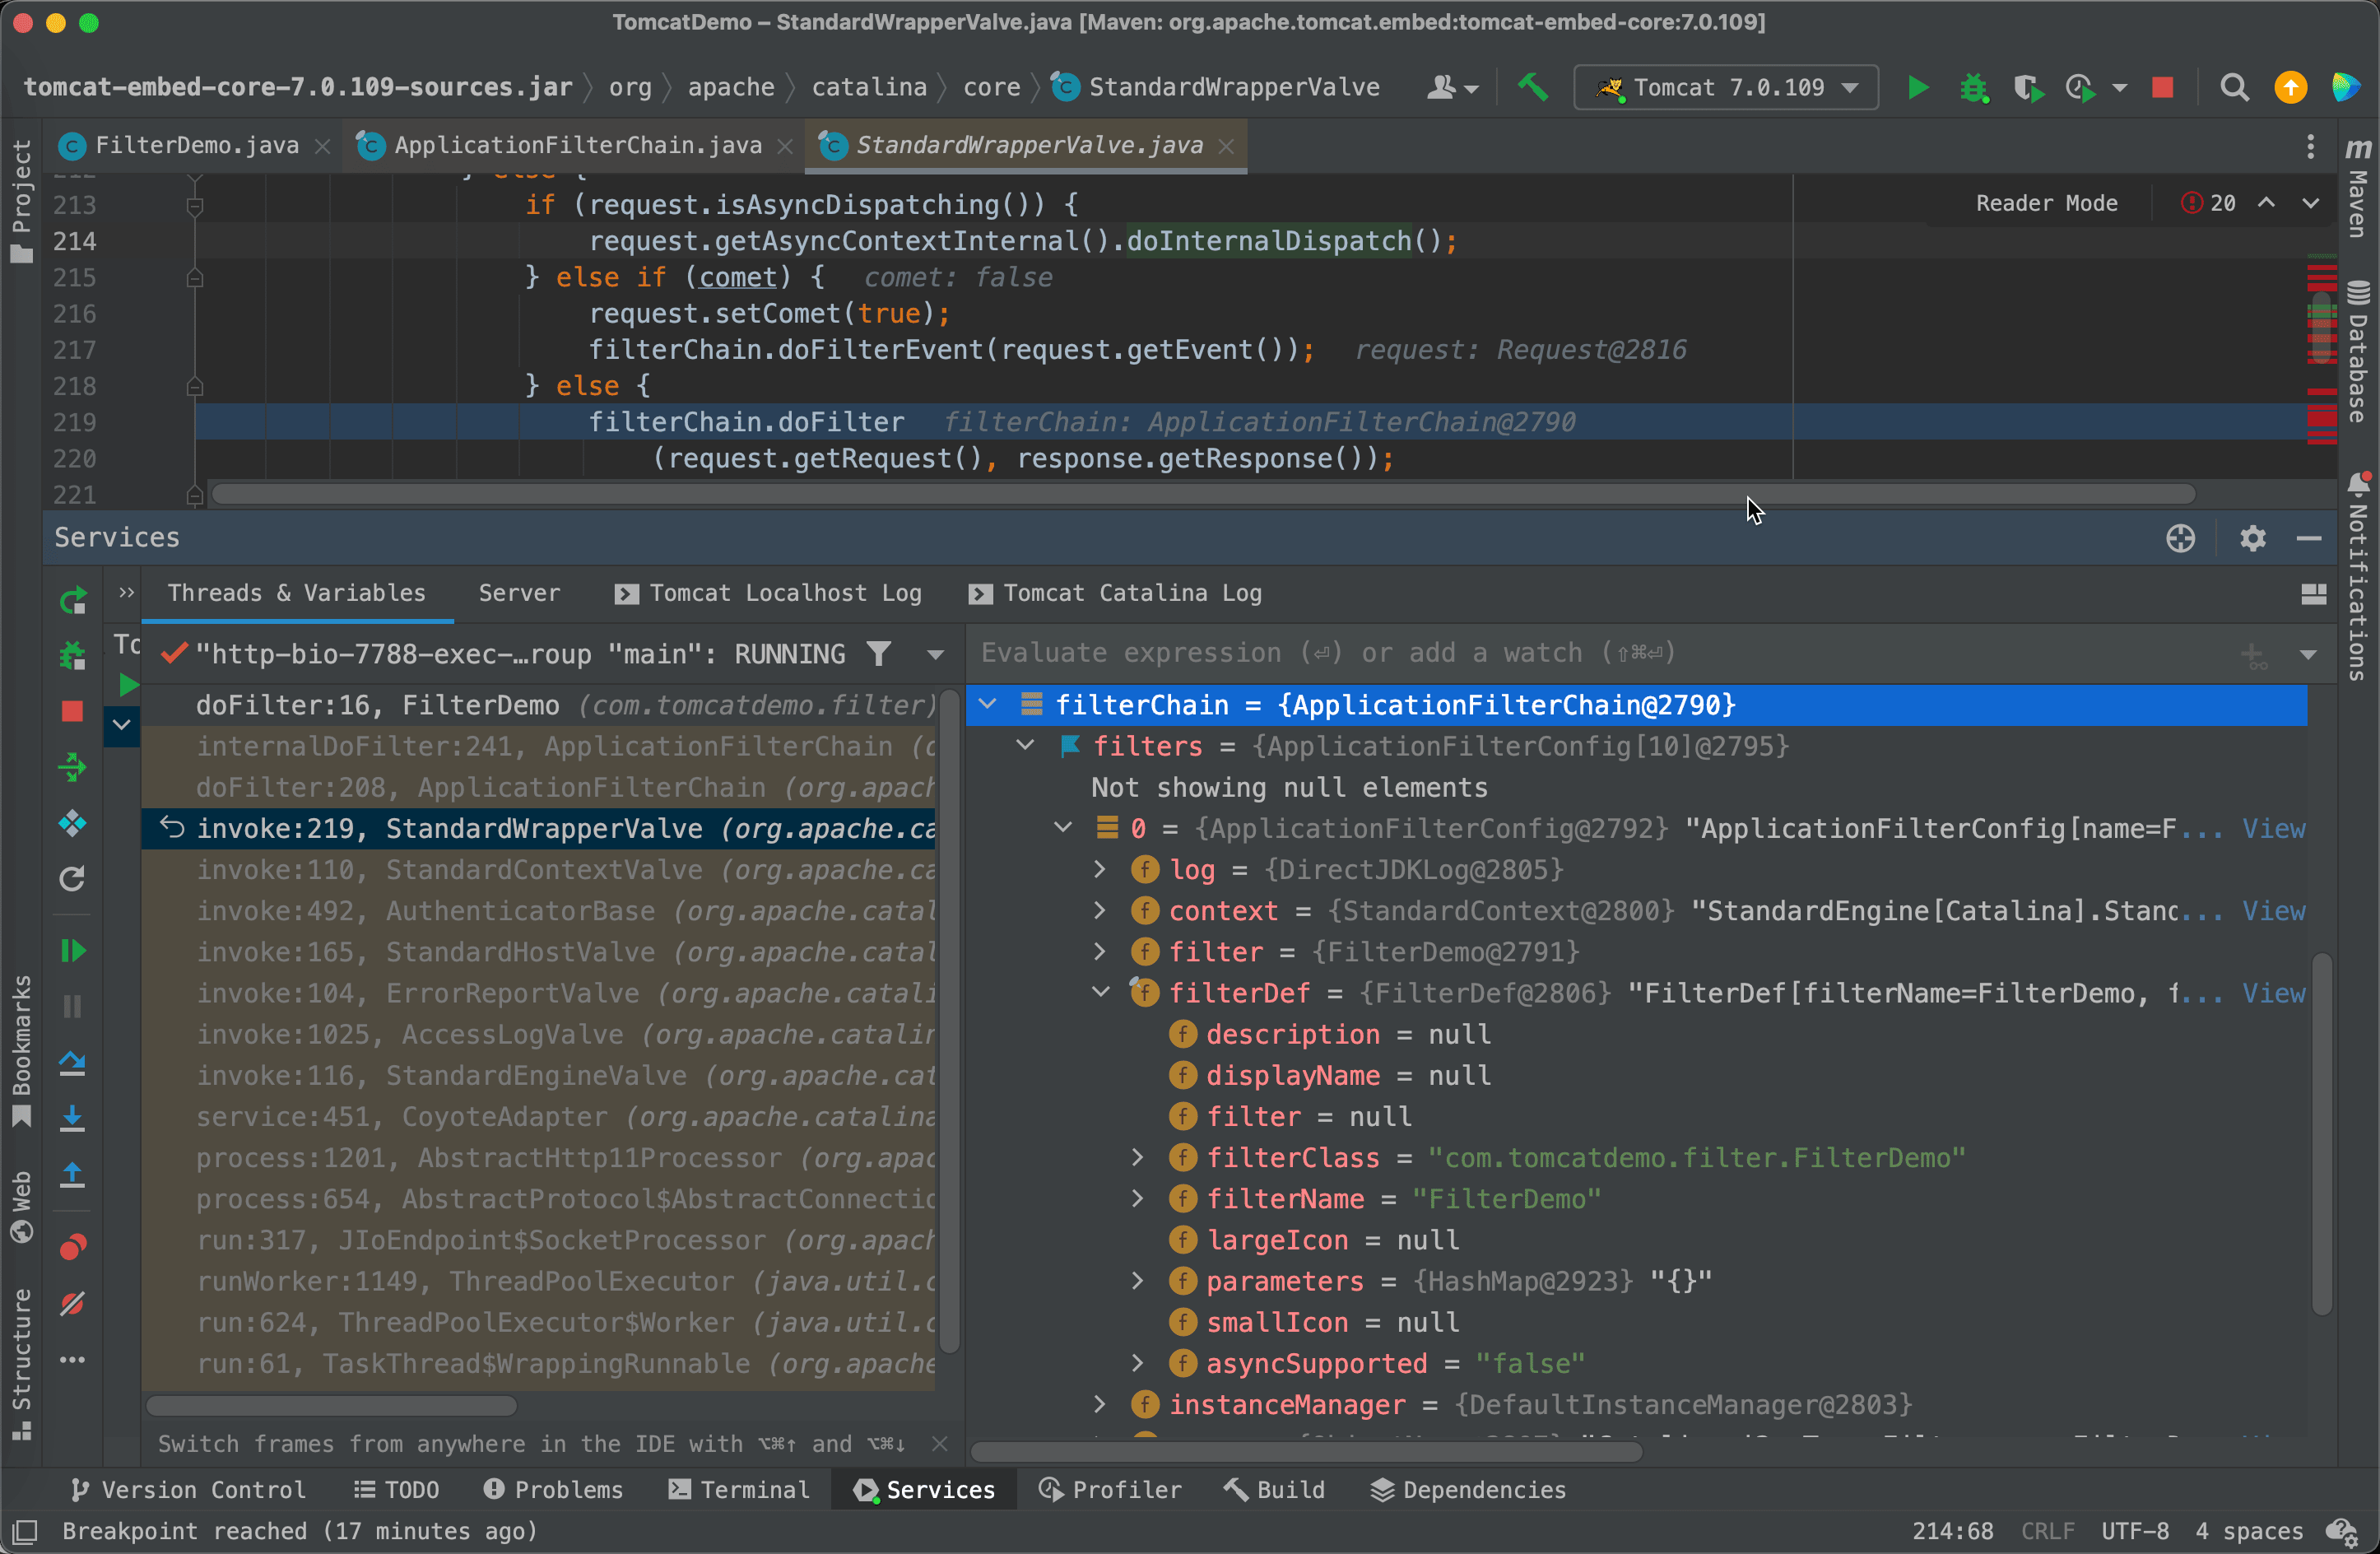 TomcatDemo – StandardWrapperValve.java [Maven: org.apache.tomcat.embed:tomcat-embed-core:7.0.109]
tomcat-embed-core-7.0.109-sources.jar org apache catalina core StandardWrapperValve Tomcat 7.0.109
FilterDemo.java ApplicationFilterChain.java StandardWrapperValve.java
212 } else {
213 if (request.isAsyncDispatching()) {
Reader Mode 20
214 request.getAsyncContextInternal().doInternalDispatch();
215 } else if (comet) { comet: false
216 request.setComet(true);
217 filterChain.doFilterEvent(request.getEvent()); request: Request@2816
218 } else {
219 filterChain.doFilter filterChain: ApplicationFilterChain@2790
220 (request.getRequest(), response.getResponse());
221
Services
Threads & Variables Server Tomcat Localhost Log Tomcat Catalina Log
To
"http-bio-7788-exec-…roup "main": RUNNING
doFilter:16, FilterDemo (com.tomcatdemo.filter)
internalDoFilter:241, ApplicationFilterChain (o
doFilter:208, ApplicationFilterChain (org.apach
invoke:219, StandardWrapperValve (org.apache.ca
invoke:110, StandardContextValve (org.apache.ca
invoke:492, AuthenticatorBase (org.apache.catal
invoke:165, StandardHostValve (org.apache.catal
invoke:104, ErrorReportValve (org.apache.catali
invoke:1025, AccessLogValve (org.apache.catalin
invoke:116, StandardEngineValve (org.apache.cat
service:451, CoyoteAdapter (org.apache.catalina
process:1201, AbstractHttp11Processor (org.apac
process:654, AbstractProtocol$AbstractConnectio
run:317, JIoEndpoint$SocketProcessor (org.apach
runWorker:1149, ThreadPoolExecutor (java.util.c
run:624, ThreadPoolExecutor$Worker (java.util.c
run:61, TaskThread$WrappingRunnable (org.apache
Switch frames from anywhere in the IDE with ⌥⌘↑ and ⌥⌘↓
Evaluate expression (⏎) or add a watch (⇧⌘⏎)
filterChain = {ApplicationFilterChain@2790}
filters = {ApplicationFilterConfig[10]@2795}
Not showing null elements
0 = {ApplicationFilterConfig@2792} "ApplicationFilterConfig[name=F... View
log = {DirectJDKLog@2805}
context = {StandardContext@2800} "StandardEngine[Catalina].Stand... View
filter = {FilterDemo@2791}
filterDef = {FilterDef@2806} "FilterDef[filterName=FilterDemo, f... View
description = null
displayName = null
filter = null
filterClass = "com.tomcatdemo.filter.FilterDemo"
filterName = "FilterDemo"
largeIcon = null
parameters = {HashMap@2923} "{}"
smallIcon = null
asyncSupported = "false"
instanceManager = {DefaultInstanceManager@2803}
Project
Bookmarks
Web
Structure
m Maven
Database
Notifications
Version Control TODO Problems Terminal Services Profiler Build Dependencies
Breakpoint reached (17 minutes ago) 214:68 CRLF UTF-8 4 spaces